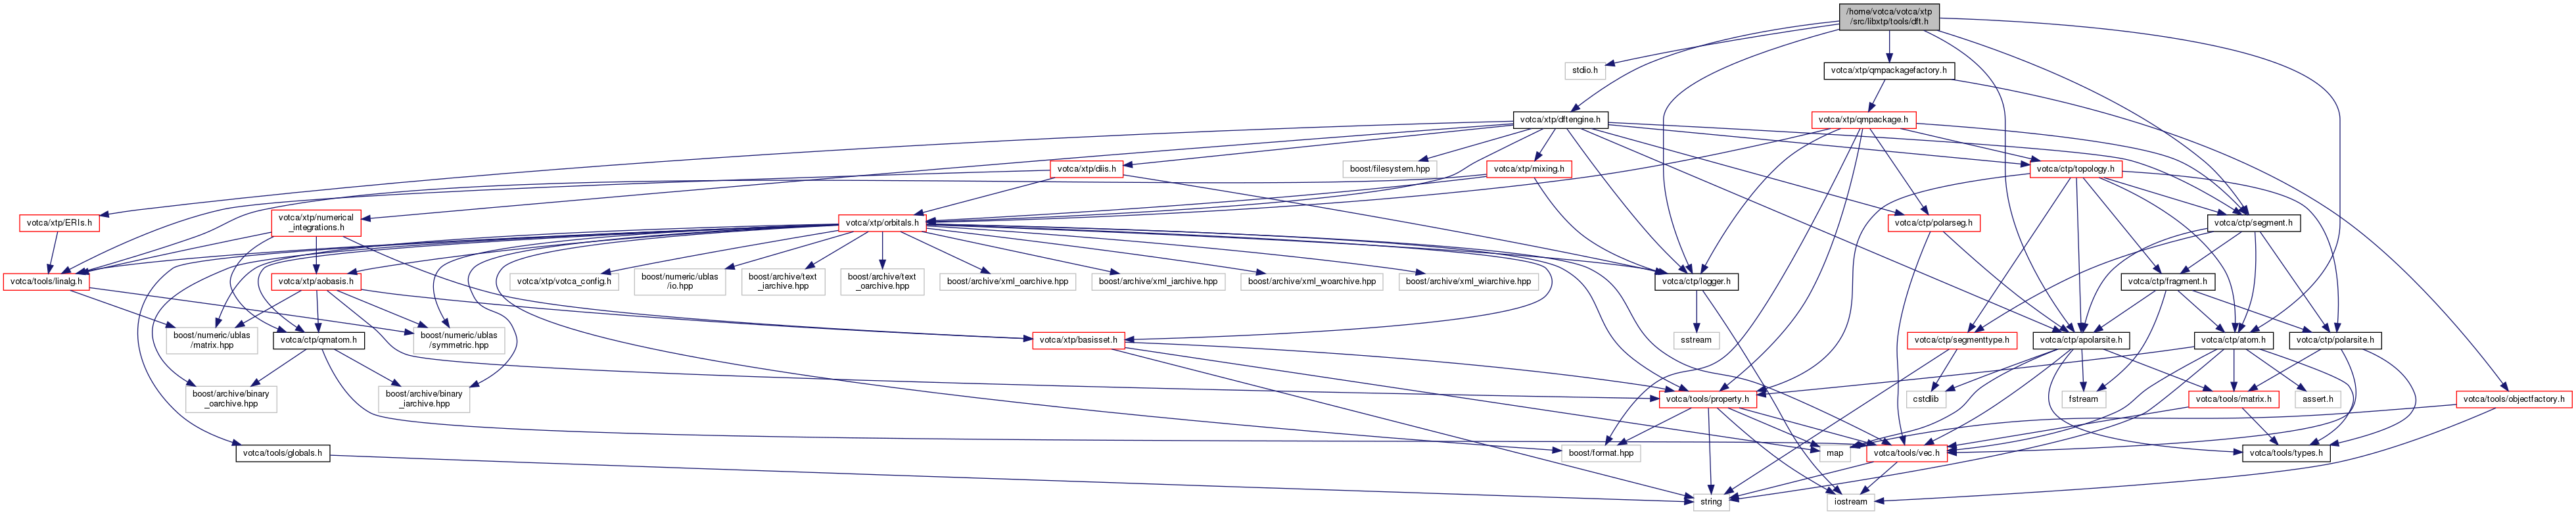 /home/votca/votca/xtp
/src/libxtp/tools/dft.h
stdio.h
votca/xtp/qmpackagefactory.h
votca/xtp/dftengine.h
votca/xtp/qmpackage.h
boost/filesystem.hpp
votca/xtp/diis.h
votca/xtp/mixing.h
votca/ctp/topology.h
votca/xtp/ERIs.h
votca/xtp/numerical
_integrations.h
votca/xtp/orbitals.h
votca/ctp/polarseg.h
votca/ctp/segment.h
votca/tools/linalg.h
votca/xtp/aobasis.h
votca/xtp/votca_config.h
boost/numeric/ublas
/io.hpp
boost/archive/text
_iarchive.hpp
boost/archive/text
_oarchive.hpp
boost/archive/xml_oarchive.hpp
boost/archive/xml_iarchive.hpp
boost/archive/xml_woarchive.hpp
boost/archive/xml_wiarchive.hpp
votca/ctp/logger.h
votca/ctp/fragment.h
boost/numeric/ublas
/matrix.hpp
votca/ctp/qmatom.h
boost/numeric/ublas
/symmetric.hpp
votca/xtp/basisset.h
sstream
votca/ctp/segmenttype.h
votca/ctp/apolarsite.h
votca/ctp/atom.h
votca/ctp/polarsite.h
boost/archive/binary
_oarchive.hpp
boost/archive/binary
_iarchive.hpp
votca/tools/property.h
cstdlib
fstream
votca/tools/matrix.h
assert.h
votca/tools/objectfactory.h
votca/tools/globals.h
boost/format.hpp
map
votca/tools/vec.h
votca/tools/types.h
string
iostream